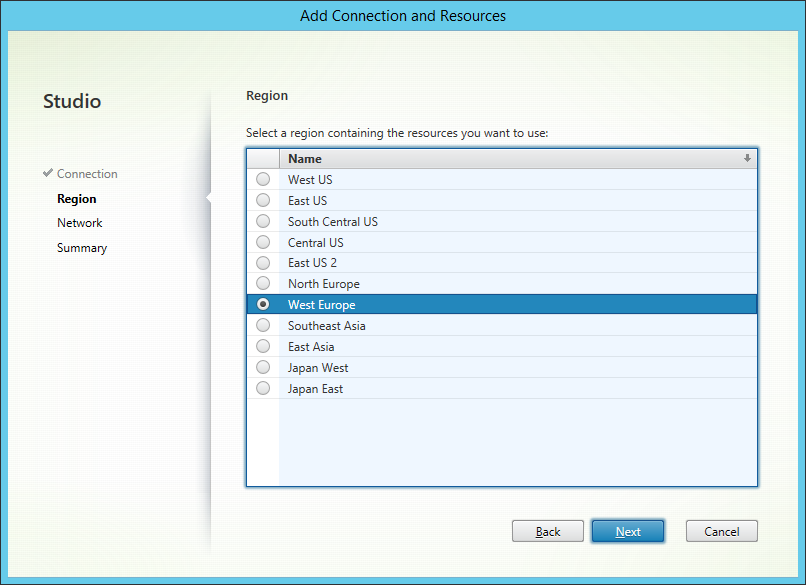 Add Connection and Resources
Studio
Connection
Region
Network
Summary
Region
Select a region containing the resources you want to use:
Name
West US
East US
South Central US
Central US
East US 2
North Europe
West Europe
Southeast Asia
East Asia
Japan West
Japan East
Back
Next
Cancel